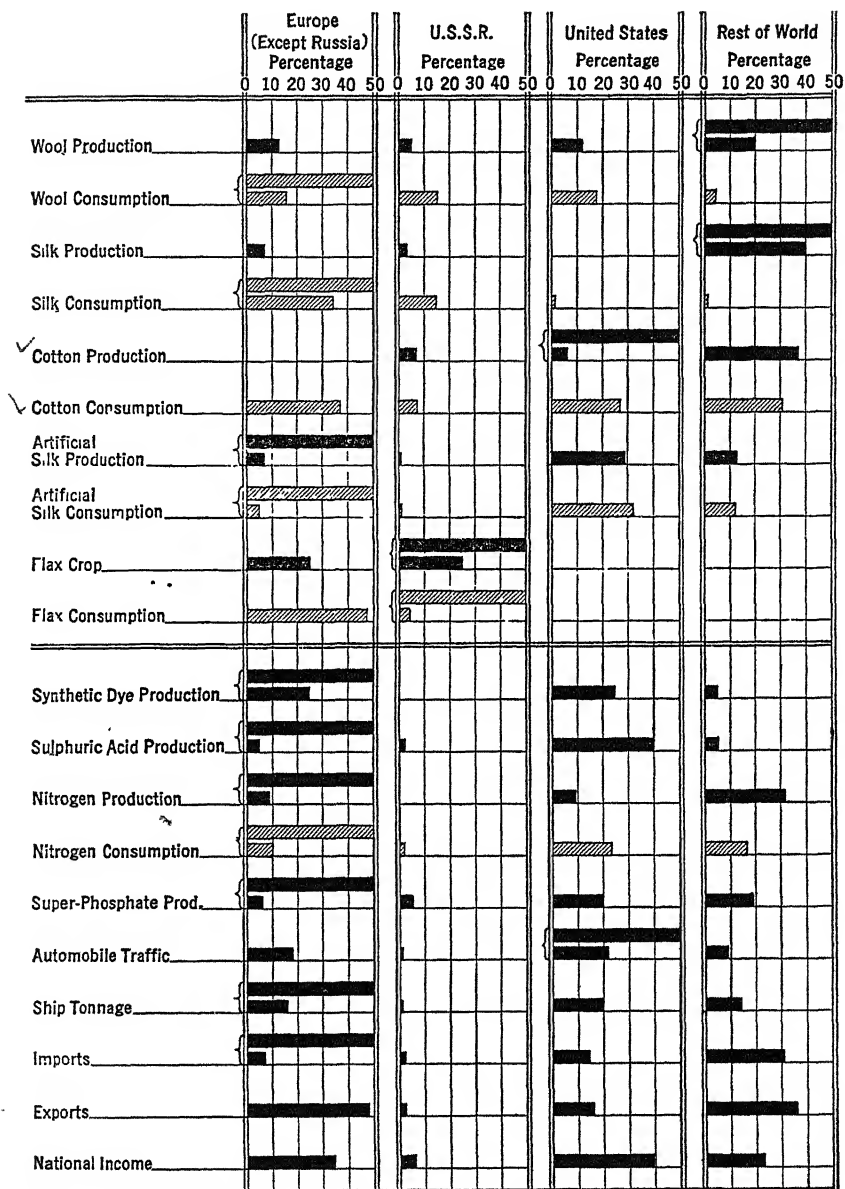 Europe
(Except Russia)
Percentage
0 10 20 30 40 50
U.S.S.R.
Percentage
0 10 20 30 40 50
United States
Percentage
0 10 20 30 40 50
Rest of World
Percentage
0 10 20 30 40 50
Wool Production
Wool Consumption
Silk Production
Silk Consumption
Cotton Production
Cotton Consumption
Artificial
Silk Production
Artificial
Silk Consumption
Flax Crop
Flax Consumption
Synthetic Dye Production
Sulphuric Acid Production
Nitrogen Production
Nitrogen Consumption
Super-Phosphate Prod.
Automobile Traffic
Ship Tonnage
Imports
Exports
National Income